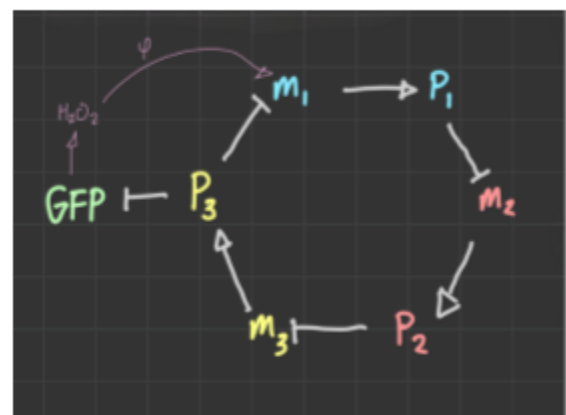 φ
m₁ P₁
H₂O₂
GFP P₃ m₂
m₃ P₂